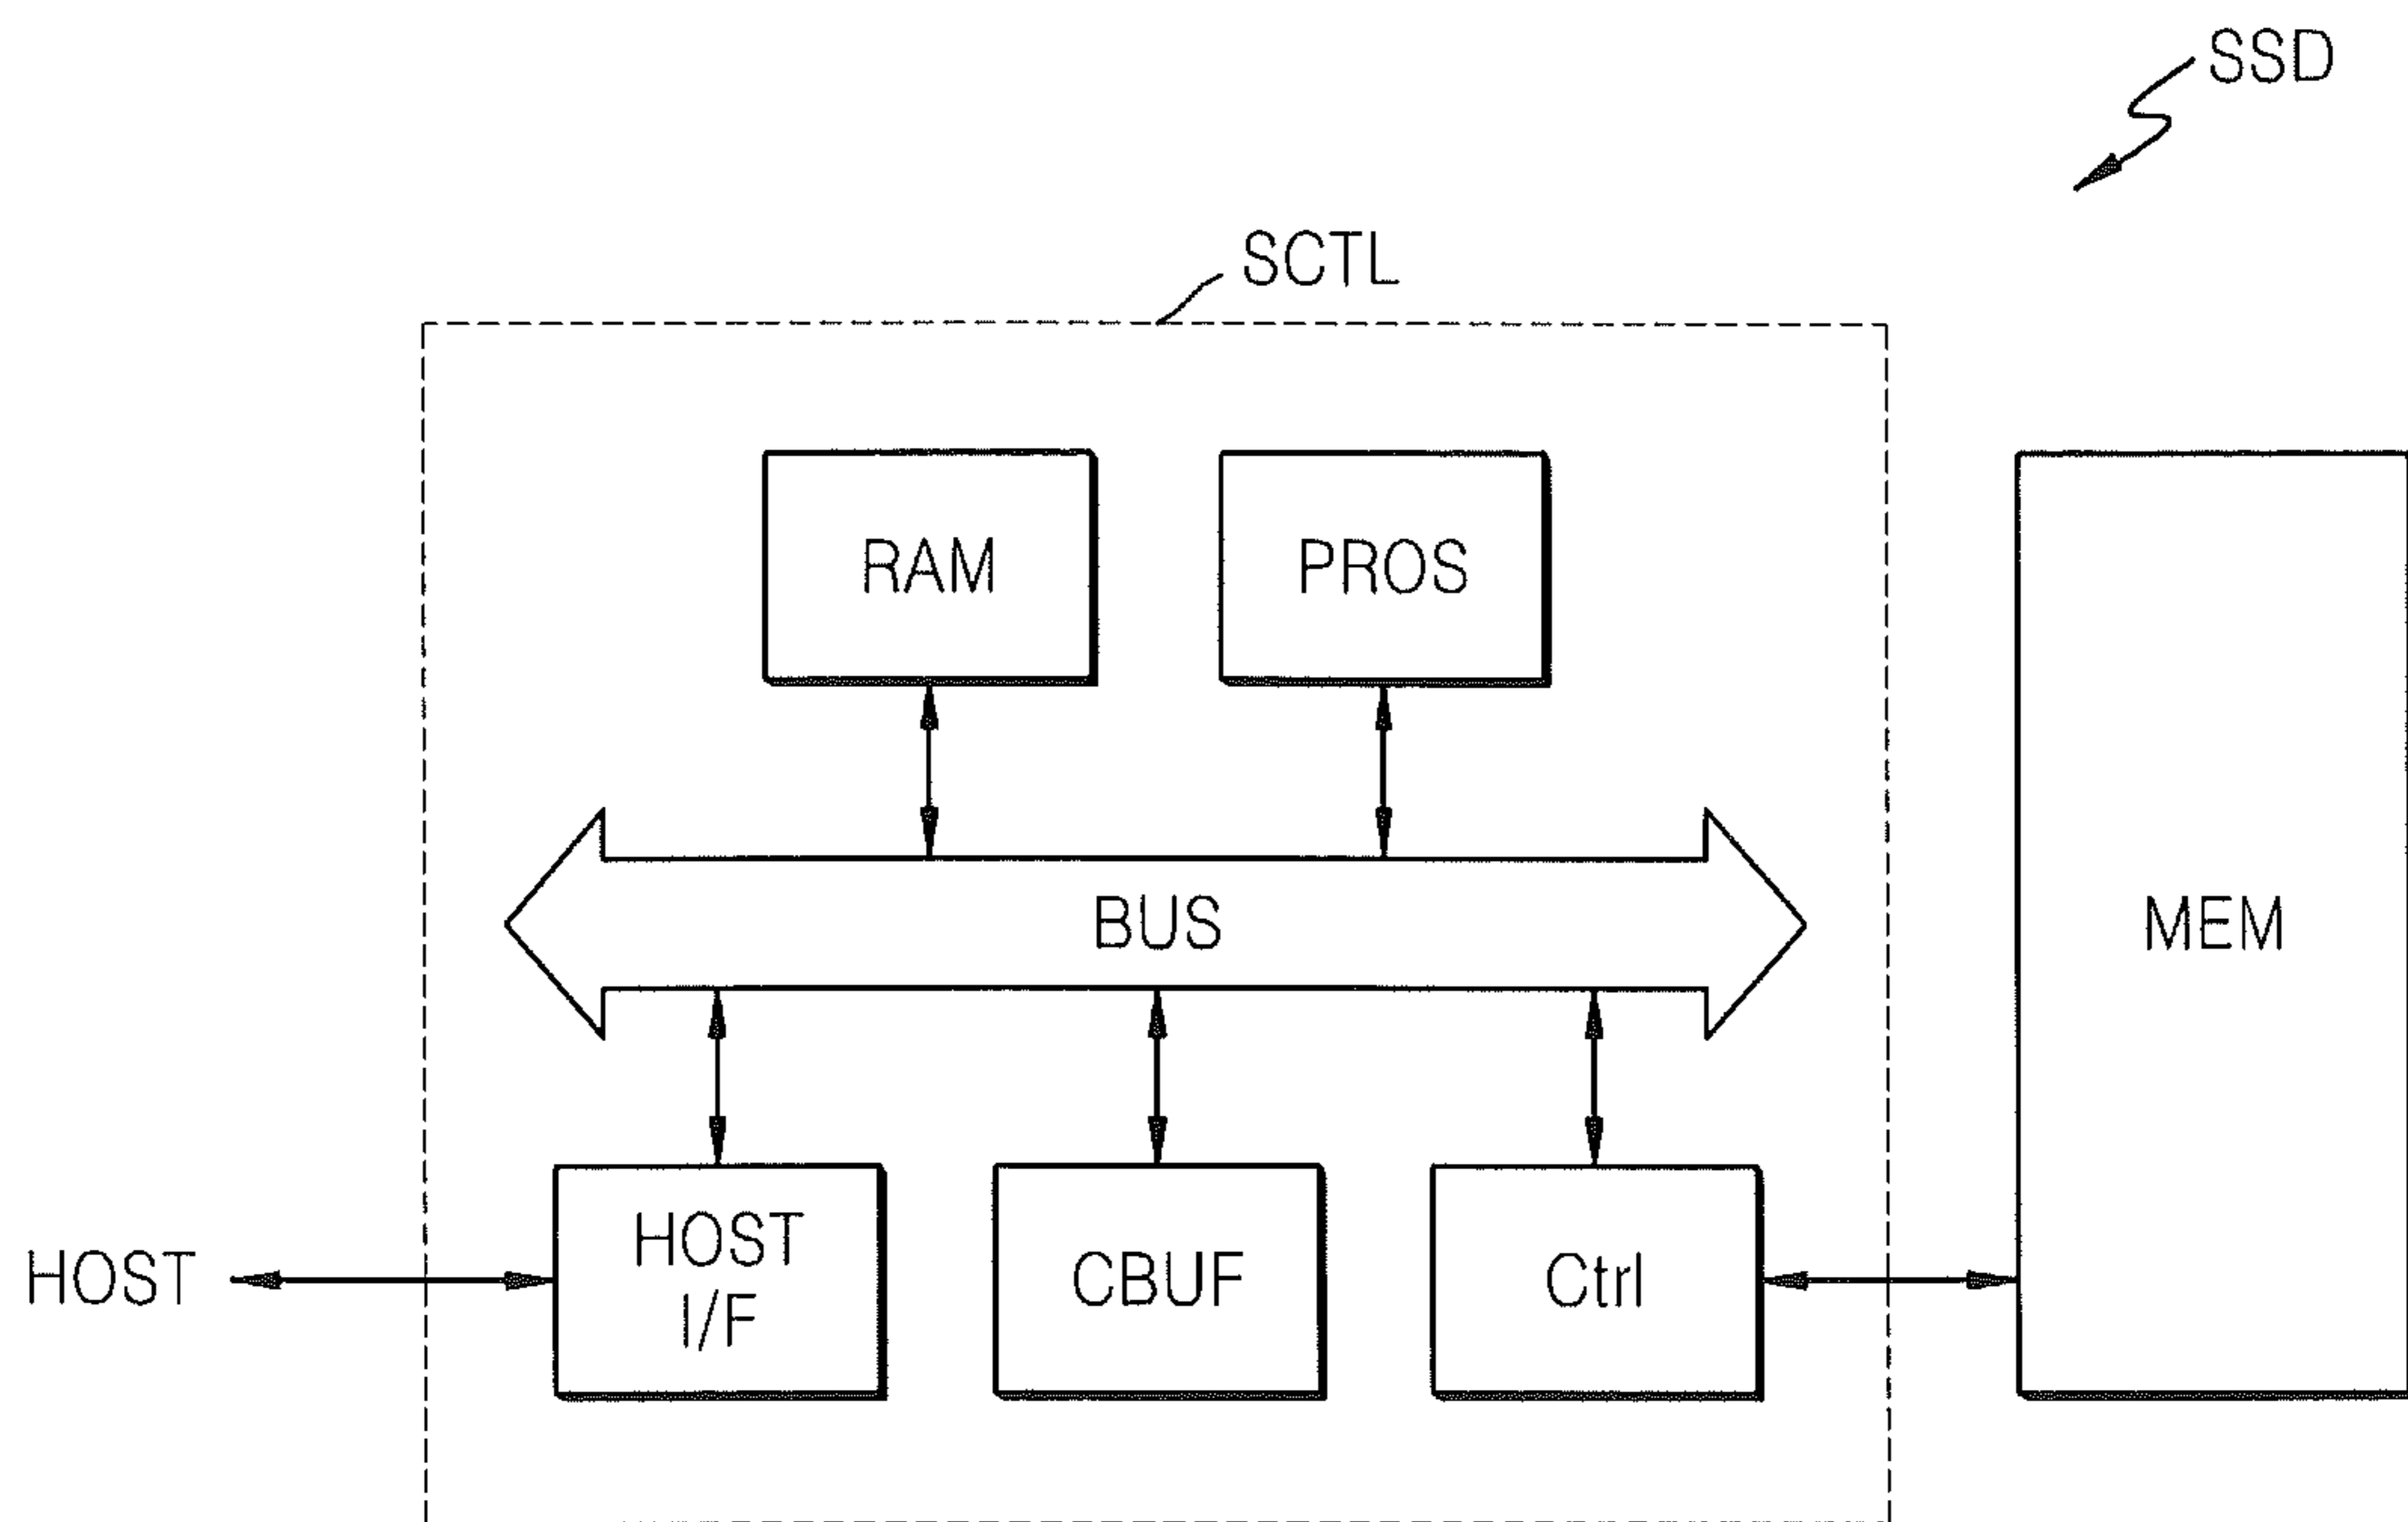 SSD
SCTL
RAM
PROS
BUS
MEM
HOST
HOST
I/F
CBUF
Ctrl